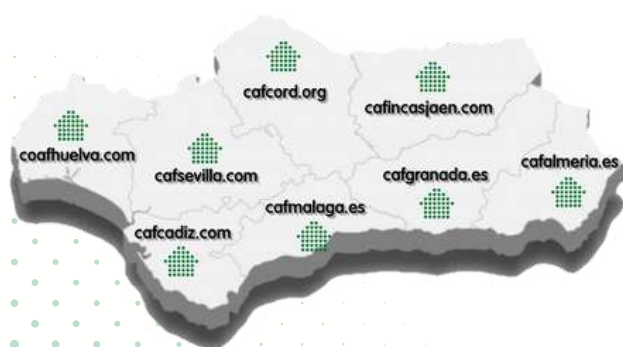 cafcord.org
cafincasjaen.com
coafhuelva.com
cafsevilla.com
cafgranada.es
cafalmeria.es
cafmalaga.es
cafcadiz.com